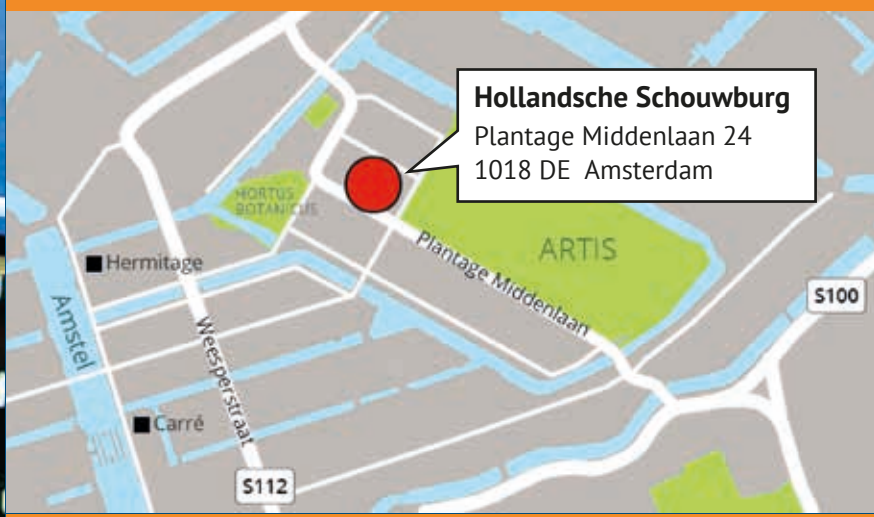 Hollandsche Schouwburg
Plantage Middenlaan 24
1018 DE Amsterdam
HORTUS
BOTANICUS
ARTIS
Plantage Middenlaan
Hermitage
S100
Amstel
Weesperstraat
Carré
S112